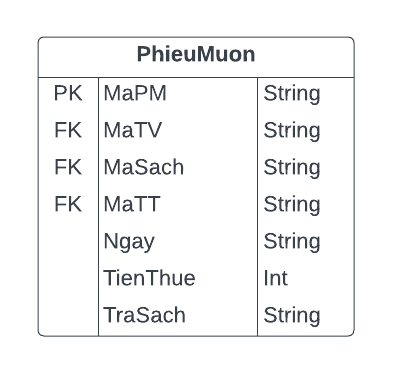 PhieuMuon
PK MaPM String
FK MaTV String
FK MaSach String
FK MaTT String
Ngay String
TienThue Int
TraSach String